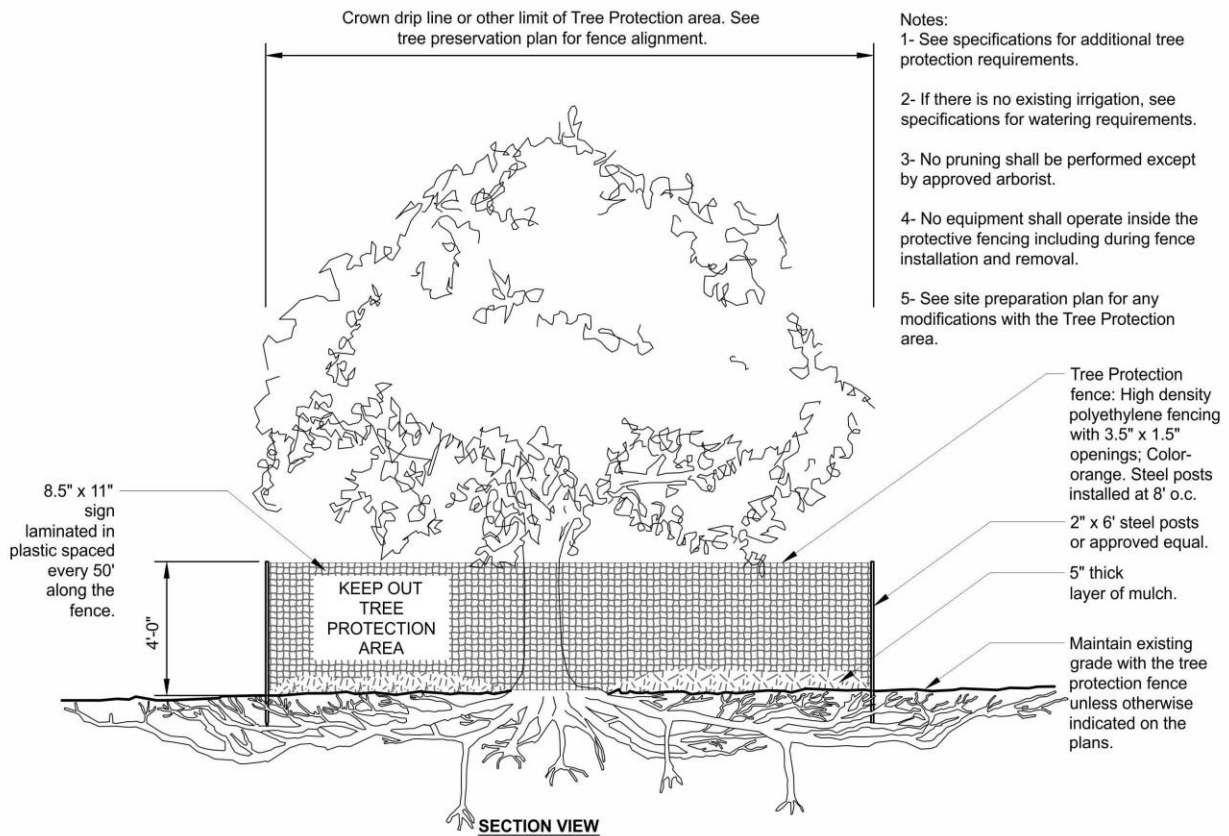 Crown drip line or other limit of Tree Protection area. See
tree preservation plan for fence alignment.
Notes:
1- See specifications for additional tree
protection requirements.
2- If there is no existing irrigation, see
specifications for watering requirements.
3- No pruning shall be performed except
by approved arborist.
4- No equipment shall operate inside the
protective fencing including during fence
installation and removal.
5- See site preparation plan for any
modifications with the Tree Protection
area.
Tree Protection
fence: High density
polyethylene fencing
with 3.5" x 1.5"
openings; Color-
orange. Steel posts
installed at 8' o.c.
2" x 6' steel posts
or approved equal.
5" thick
layer of mulch.
Maintain existing
grade with the tree
protection fence
unless otherwise
indicated on the
plans.
8.5" x 11"
sign
laminated in
plastic spaced
every 50'
along the
fence.
4'-0"
KEEP OUT
TREE
PROTECTION
AREA
SECTION VIEW